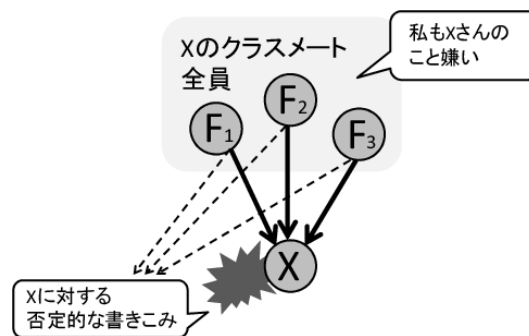 Xのクラスメート
全員
私もXさんの
こと嫌い
F1
F2
F3
X
Xに対する
否定的な書きこみ